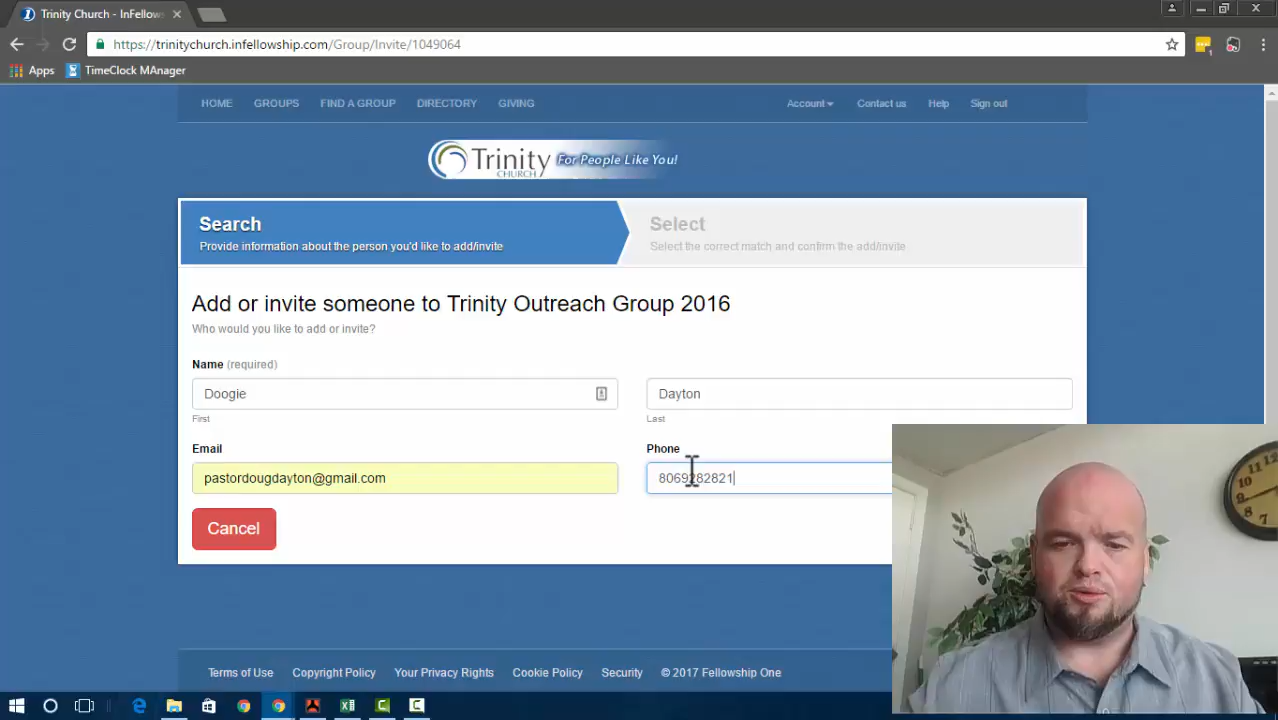 Trinity Church - InFellows
https://trinitychurch.infellowship.com/Group/Invite/1049064
Apps TimeClock MAnager
HOME GROUPS FIND A GROUP DIRECTORY GIVING Account Contact us Help Sign out
Trinity CHURCH For People Like You!
Search
Provide information about the person you'd like to add/invite
Select
Select the correct match and confirm the add/invite
Add or invite someone to Trinity Outreach Group 2016
Who would you like to add or invite?
Name (required)
Doogie Dayton
First Last
Email Phone
pastordougdayton@gmail.com 8069282821
Cancel
Terms of Use Copyright Policy Your Privacy Rights Cookie Policy Security © 2017 Fellowship One